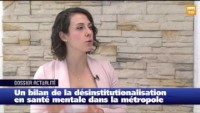 DOSSIER ACTUALITÉ
Un bilan de la désinstitutionalisation
en santé mentale dans la métropole